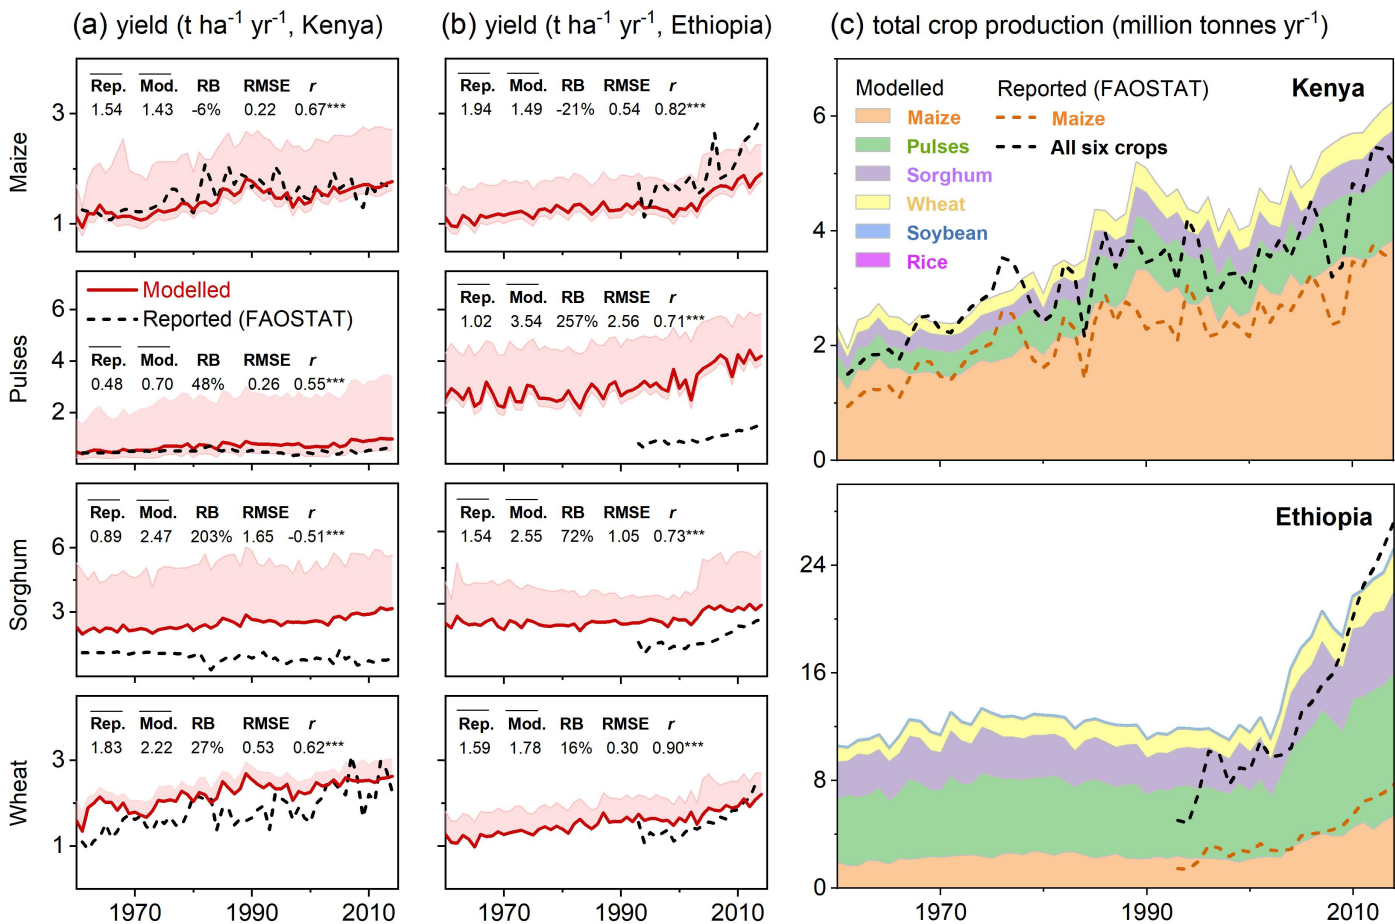 (a) yield (t ha⁻¹ yr⁻¹, Kenya)
(b) yield (t ha⁻¹ yr⁻¹, Ethiopia)
(c) total crop production (million tonnes yr⁻¹)
Maize
3
1
Rep. Mod. RB RMSE r
1.54 1.43 -6% 0.22 0.67***
Rep. Mod. RB RMSE r
1.94 1.49 -21% 0.54 0.82***
Pulses
6
4
2
Modelled
Reported (FAOSTAT)
Rep. Mod. RB RMSE r
0.48 0.70 48% 0.26 0.55***
Rep. Mod. RB RMSE r
1.02 3.54 257% 2.56 0.71***
Sorghum
6
3
Rep. Mod. RB RMSE r
0.89 2.47 203% 1.65 -0.51***
Rep. Mod. RB RMSE r
1.54 2.55 72% 1.05 0.73***
Wheat
3
1
Rep. Mod. RB RMSE r
1.83 2.22 27% 0.53 0.62***
Rep. Mod. RB RMSE r
1.59 1.78 16% 0.30 0.90***
1970 1990 2010
1970 1990 2010
Modelled Reported (FAOSTAT) Kenya
Maize Maize
Pulses All six crops
Sorghum
Wheat
Soybean
Rice
6
4
2
0
1970 1990 2010
Ethiopia
24
16
8
0
1970 1990 2010